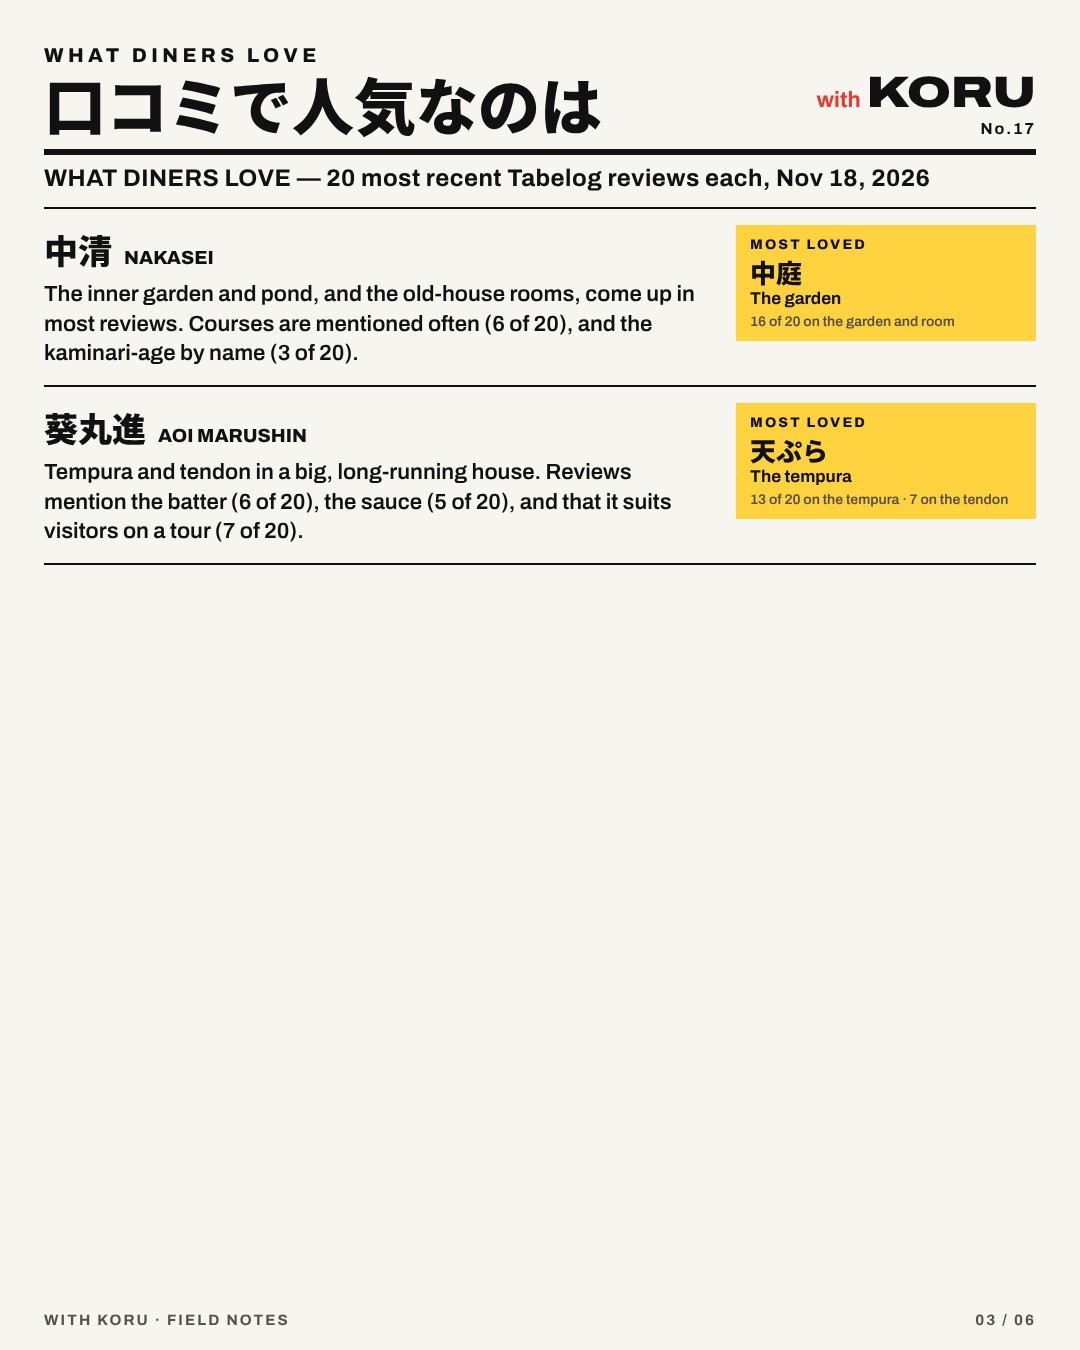 WHAT DINERS LOVE
口コミで人気なのは
with KORU
No.17
WHAT DINERS LOVE — 20 most recent Tabelog reviews each, Nov 18, 2026
中清 NAKASEI
The inner garden and pond, and the old-house rooms, come up in
most reviews. Courses are mentioned often (6 of 20), and the
kaminari-age by name (3 of 20).
MOST LOVED
中庭
The garden
16 of 20 on the garden and room
葵丸進 AOI MARUSHIN
Tempura and tendon in a big, long-running house. Reviews
mention the batter (6 of 20), the sauce (5 of 20), and that it suits
visitors on a tour (7 of 20).
MOST LOVED
天ぷら
The tempura
13 of 20 on the tempura · 7 on the tendon
WITH KORU · FIELD NOTES
03 / 06